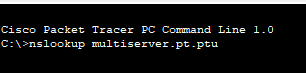 Cisco Packet Tracer PC Command Line 1.0
C:\>nslookup multiserver.pt.ptu